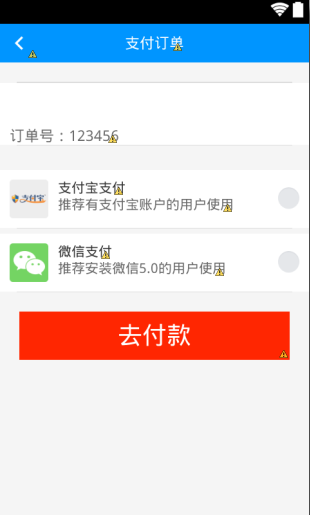 支付订单
订单号：123456
支付宝
支付宝支付
推荐有支付宝账户的用户使用
微信支付
推荐安装微信5.0的用户使用
去付款